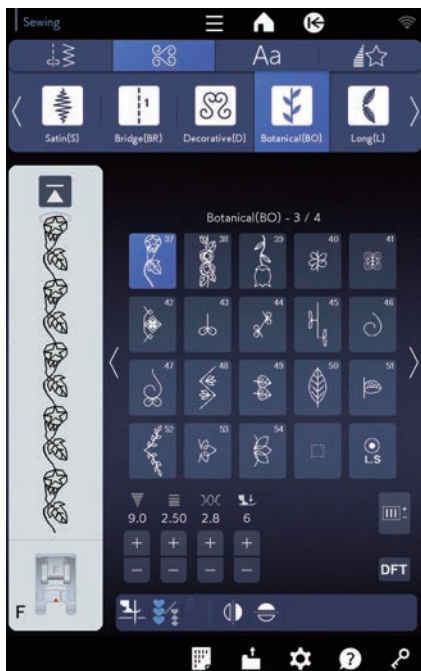 Sewing
Aa
Satin(S)
1
Bridge(BR)
Decorative(D)
Botanical(BO)
Long(L)
Botanical(BO) - 3 / 4
37 38 39 40 41
42 43 44 45 46
47 48 49 50 51
52 53 54 L.S
9.0 2.50 2.8 6
+ + + +
- - - -
DFT
F
?